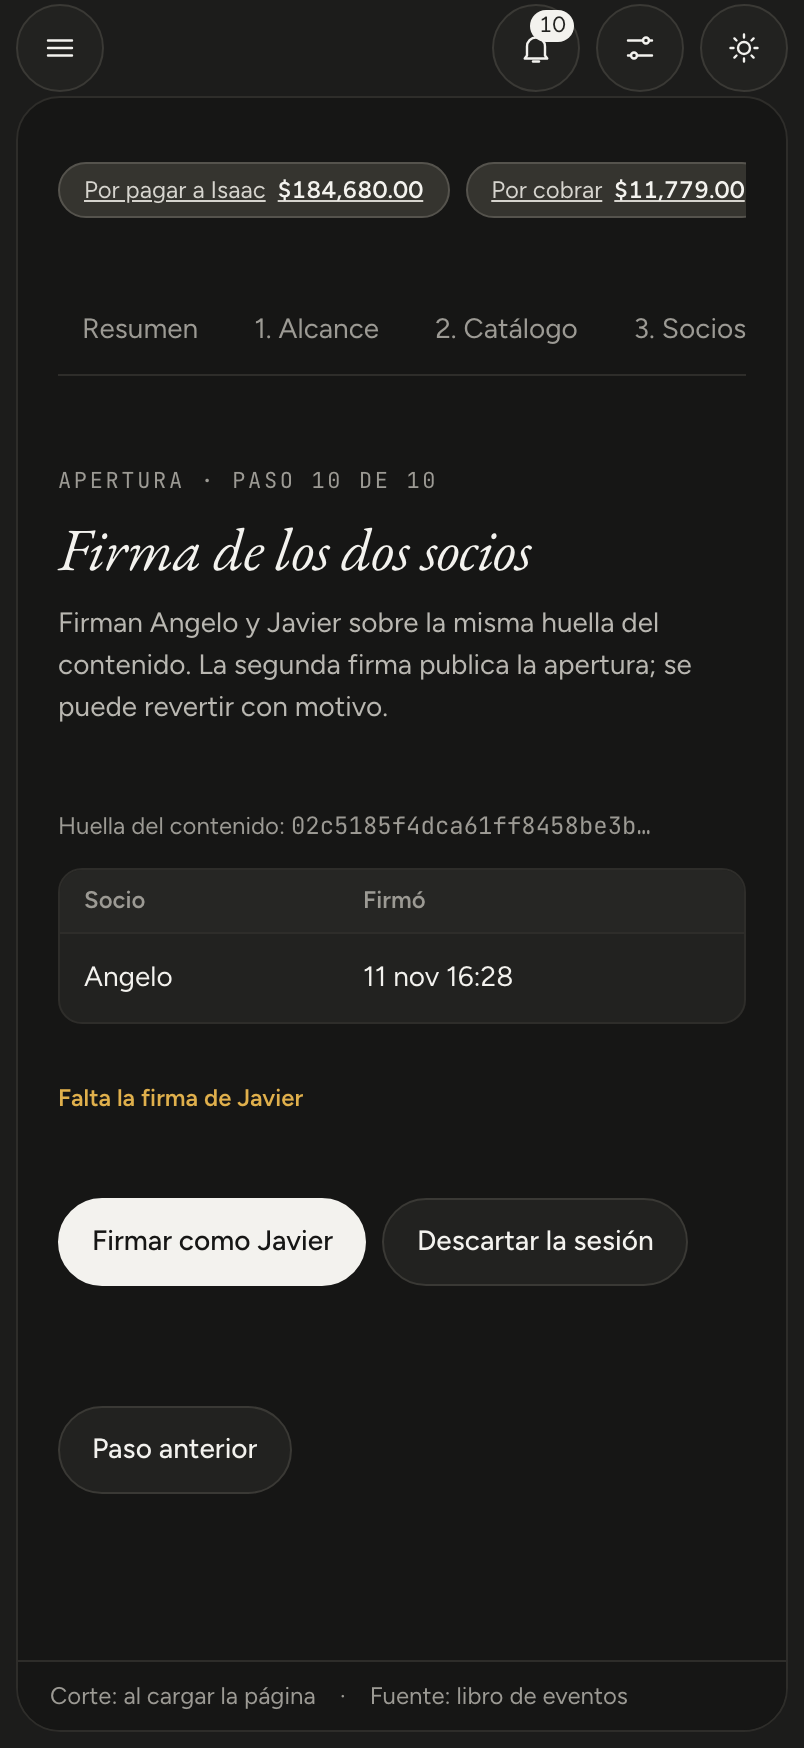 10
Por pagar a Isaac $184,680.00 Por cobrar $11,779.00
Resumen 1. Alcance 2. Catálogo 3. Socios
APERTURA · PASO 10 DE 10
Firma de los dos socios
Firman Angelo y Javier sobre la misma huella del
contenido. La segunda firma publica la apertura; se
puede revertir con motivo.
Huella del contenido: 02c5185f4dca61ff8458be3b…
Socio Firmó
Angelo 11 nov 16:28
Falta la firma de Javier
Firmar como Javier Descartar la sesión
Paso anterior
Corte: al cargar la página · Fuente: libro de eventos